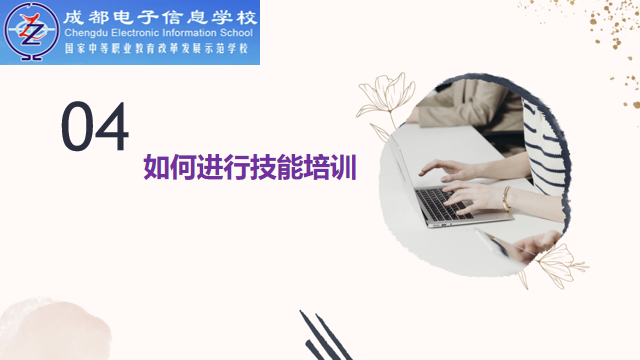 成都电子信息学校
Chengdu Electronic Information School
国家中等职业教育改革发展示范学校
04
如何进行技能培训